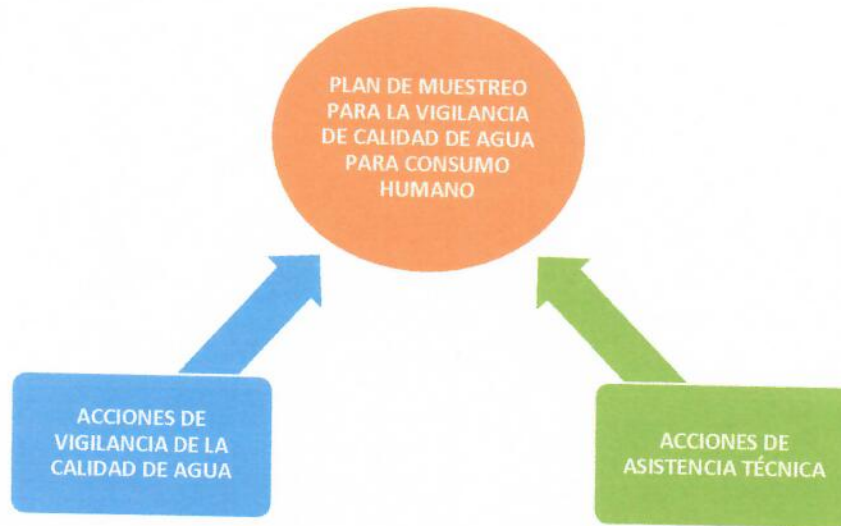 PLAN DE MUESTREO
PARA LA VIGILANCIA
DE CALIDAD DE AGUA
PARA CONSUMO
HUMANO
ACCIONES DE
VIGILANCIA DE LA
CALIDAD DE AGUA
ACCIONES DE
ASISTENCIA TÉCNICA